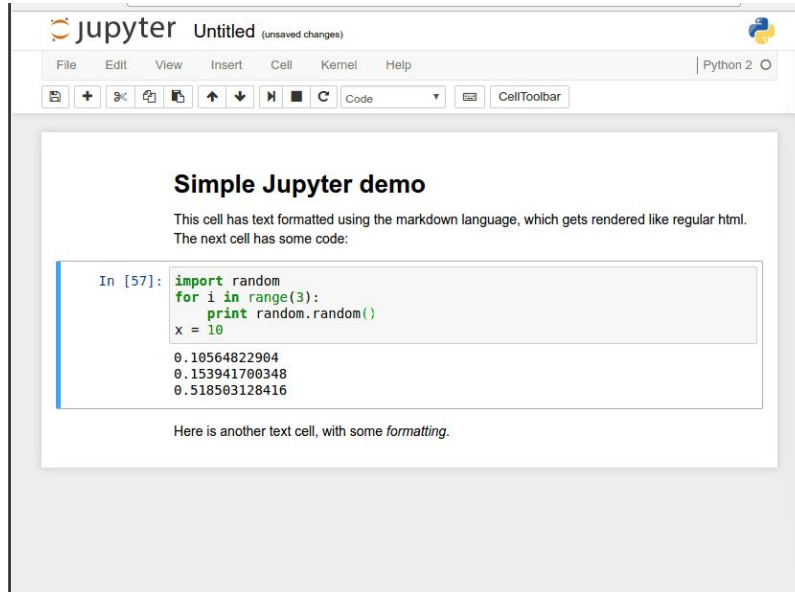 jupyter Untitled (unsaved changes)
File Edit View Insert Cell Kernel Help Python 2
Code CellToolbar
Simple Jupyter demo
This cell has text formatted using the markdown language, which gets rendered like regular html.
The next cell has some code:
In [57]: import random
for i in range(3):
    print random.random()
x = 10
0.10564822904
0.153941700348
0.518503128416
Here is another text cell, with some formatting.